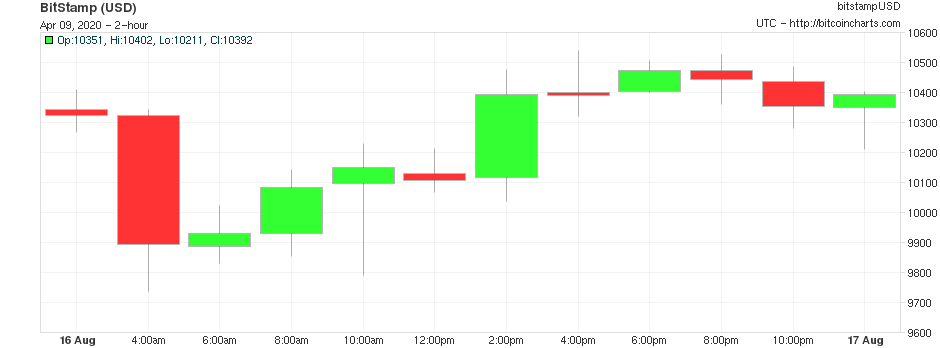 BitStamp (USD)
bitstampUSD
Apr 09, 2020 - 2-hour
UTC - http://bitcoincharts.com
Op:10351, Hi:10402, Lo:10211, Cl:10392
10600
10500
10400
10300
10200
10100
10000
9900
9800
9700
9600
16 Aug 4:00am 6:00am 8:00am 10:00am 12:00pm 2:00pm 4:00pm 6:00pm 8:00pm 10:00pm 17 Aug